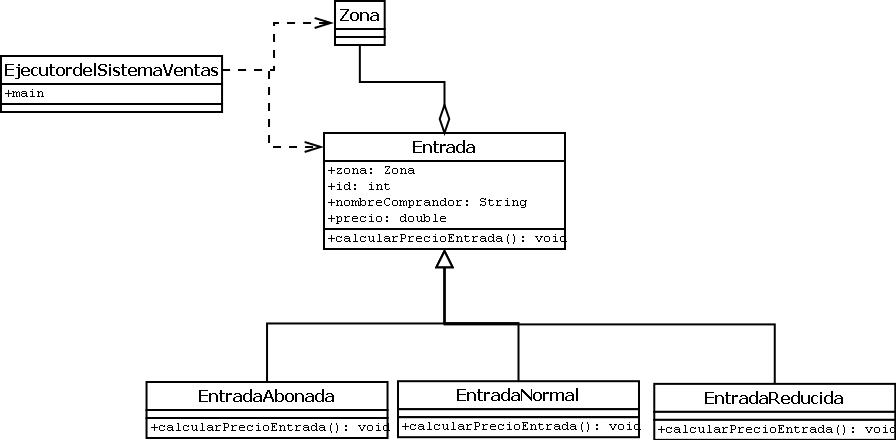 Zona
EjecutordelSistemaVentas
+main
Entrada
+zona: Zona
+id: int
+nombreComprandor: String
+precio: double
+calcularPrecioEntrada(): void
EntradaAbonada
+calcularPrecioEntrada(): void
EntradaNormal
+calcularPrecioEntrada(): void
EntradaReducida
+calcularPrecioEntrada(): void